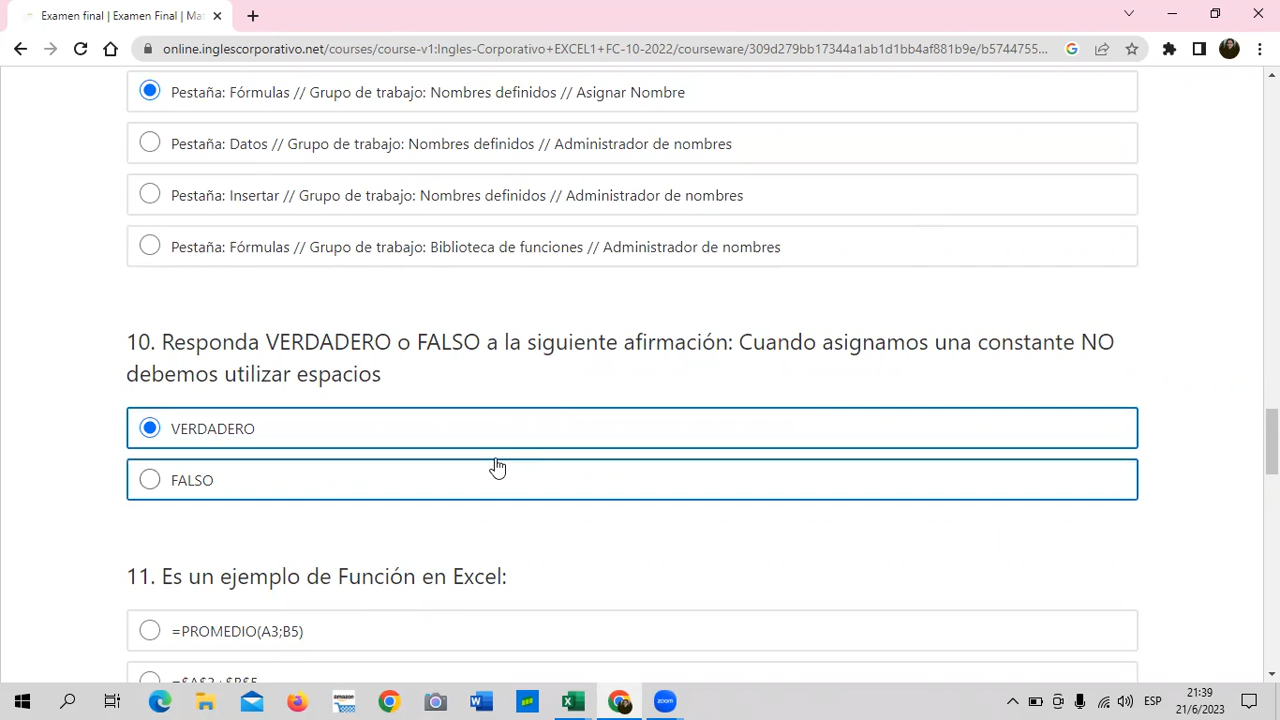 Examen final | Examen Final | Ma
online.inglescorporativo.net/courses/course-v1:Ingles-Corporativo+EXCEL1+FC-10-2022/courseware/309d279bb17344a1ab1d1bb4af881b9e/b5744755...
Pestaña: Fórmulas // Grupo de trabajo: Nombres definidos // Asignar Nombre
Pestaña: Datos // Grupo de trabajo: Nombres definidos // Administrador de nombres
Pestaña: Insertar // Grupo de trabajo: Nombres definidos // Administrador de nombres
Pestaña: Fórmulas // Grupo de trabajo: Biblioteca de funciones // Administrador de nombres
10. Responda VERDADERO o FALSO a la siguiente afirmación: Cuando asignamos una constante NO
debemos utilizar espacios
VERDADERO
FALSO
11. Es un ejemplo de Función en Excel:
=PROMEDIO(A3;B5)
amazon
zoom
ESP
21:39
21/6/2023